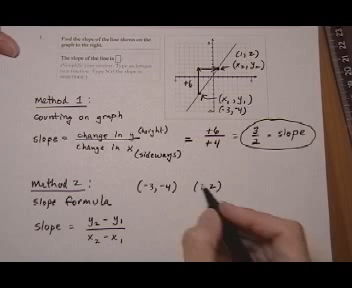 Find the slope of the line shown on the
graph to the right.
The slope of the line is
(1, 2)
(x₂, y₂)
+6
(x₁, y₁)
(-3, -4)
Method 1:
Counting on graph
slope = change in y (height) / change in x (sideways) = +6 / +4 = 3/2 = slope
Method 2:
(-3, -4) (1, 2)
Slope formula
slope = y₂ - y₁ / x₂ - x₁